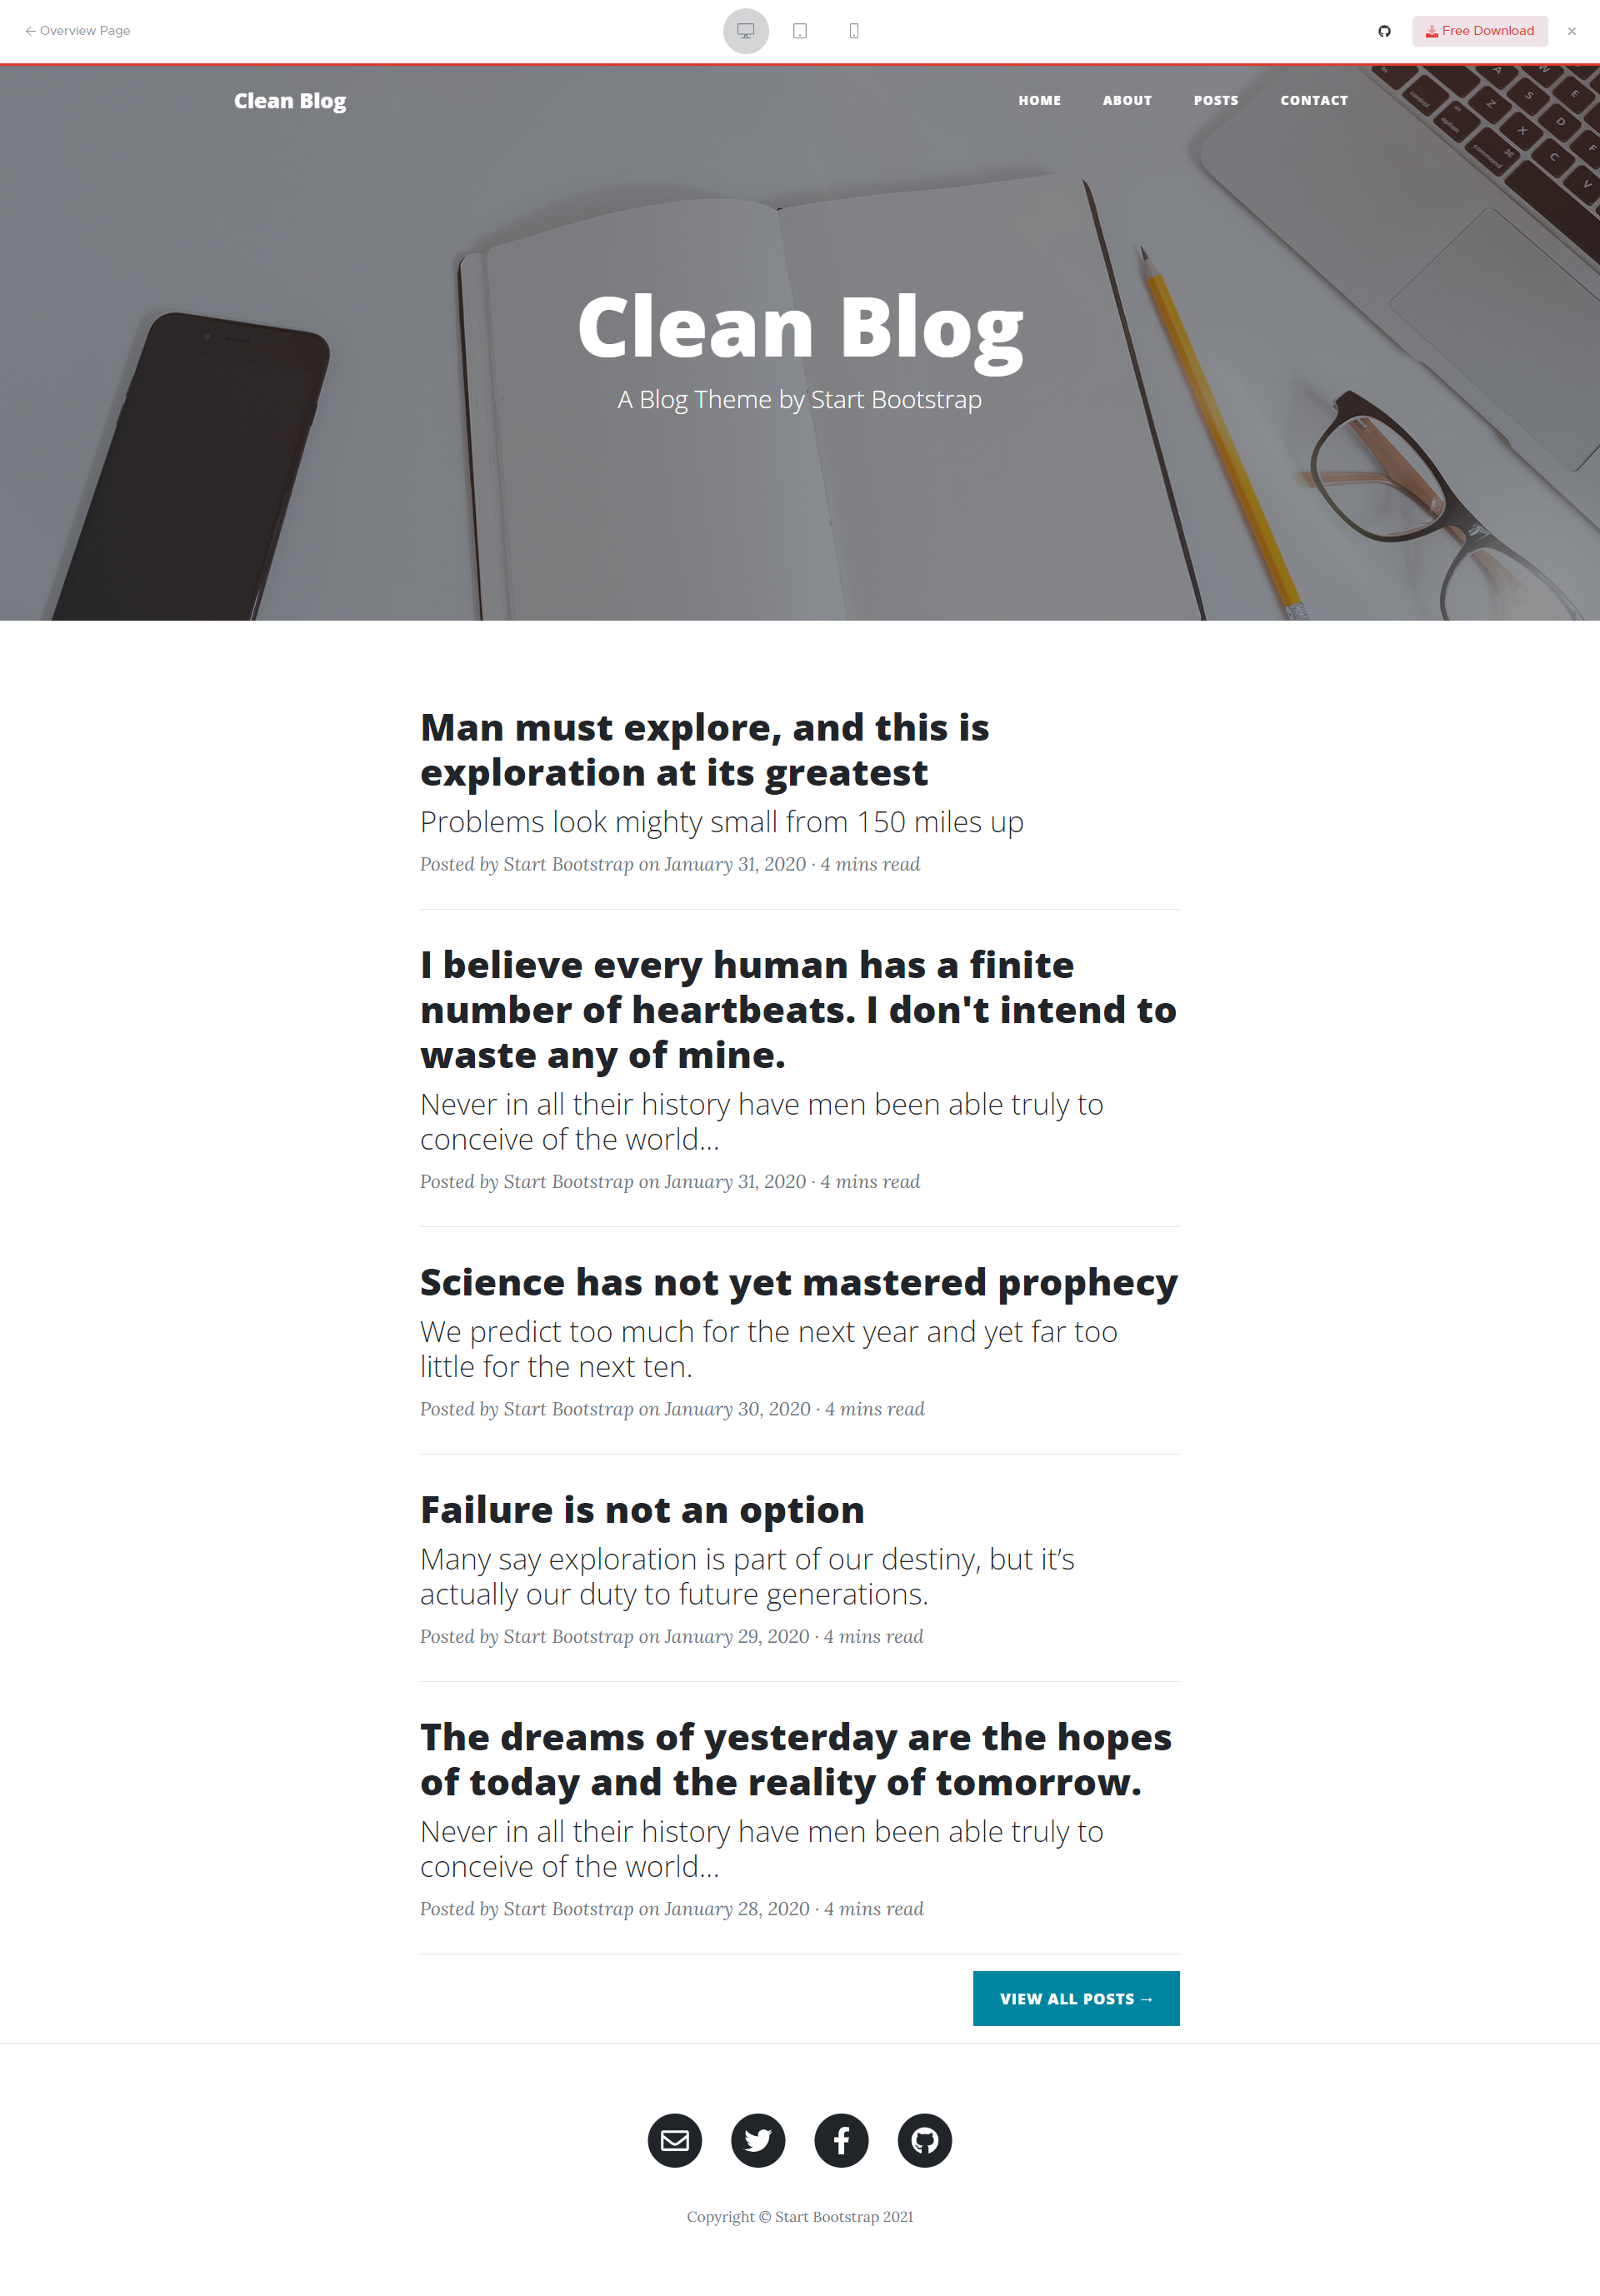 ← Overview Page
Free Download ×
Clean Blog
HOME ABOUT POSTS CONTACT
Clean Blog
A Blog Theme by Start Bootstrap
Man must explore, and this is
exploration at its greatest
Problems look mighty small from 150 miles up
Posted by Start Bootstrap on January 31, 2020 · 4 mins read
I believe every human has a finite
number of heartbeats. I don't intend to
waste any of mine.
Never in all their history have men been able truly to
conceive of the world...
Posted by Start Bootstrap on January 31, 2020 · 4 mins read
Science has not yet mastered prophecy
We predict too much for the next year and yet far too
little for the next ten.
Posted by Start Bootstrap on January 30, 2020 · 4 mins read
Failure is not an option
Many say exploration is part of our destiny, but it’s
actually our duty to future generations.
Posted by Start Bootstrap on January 29, 2020 · 4 mins read
The dreams of yesterday are the hopes
of today and the reality of tomorrow.
Never in all their history have men been able truly to
conceive of the world...
Posted by Start Bootstrap on January 28, 2020 · 4 mins read
VIEW ALL POSTS →
Copyright © Start Bootstrap 2021